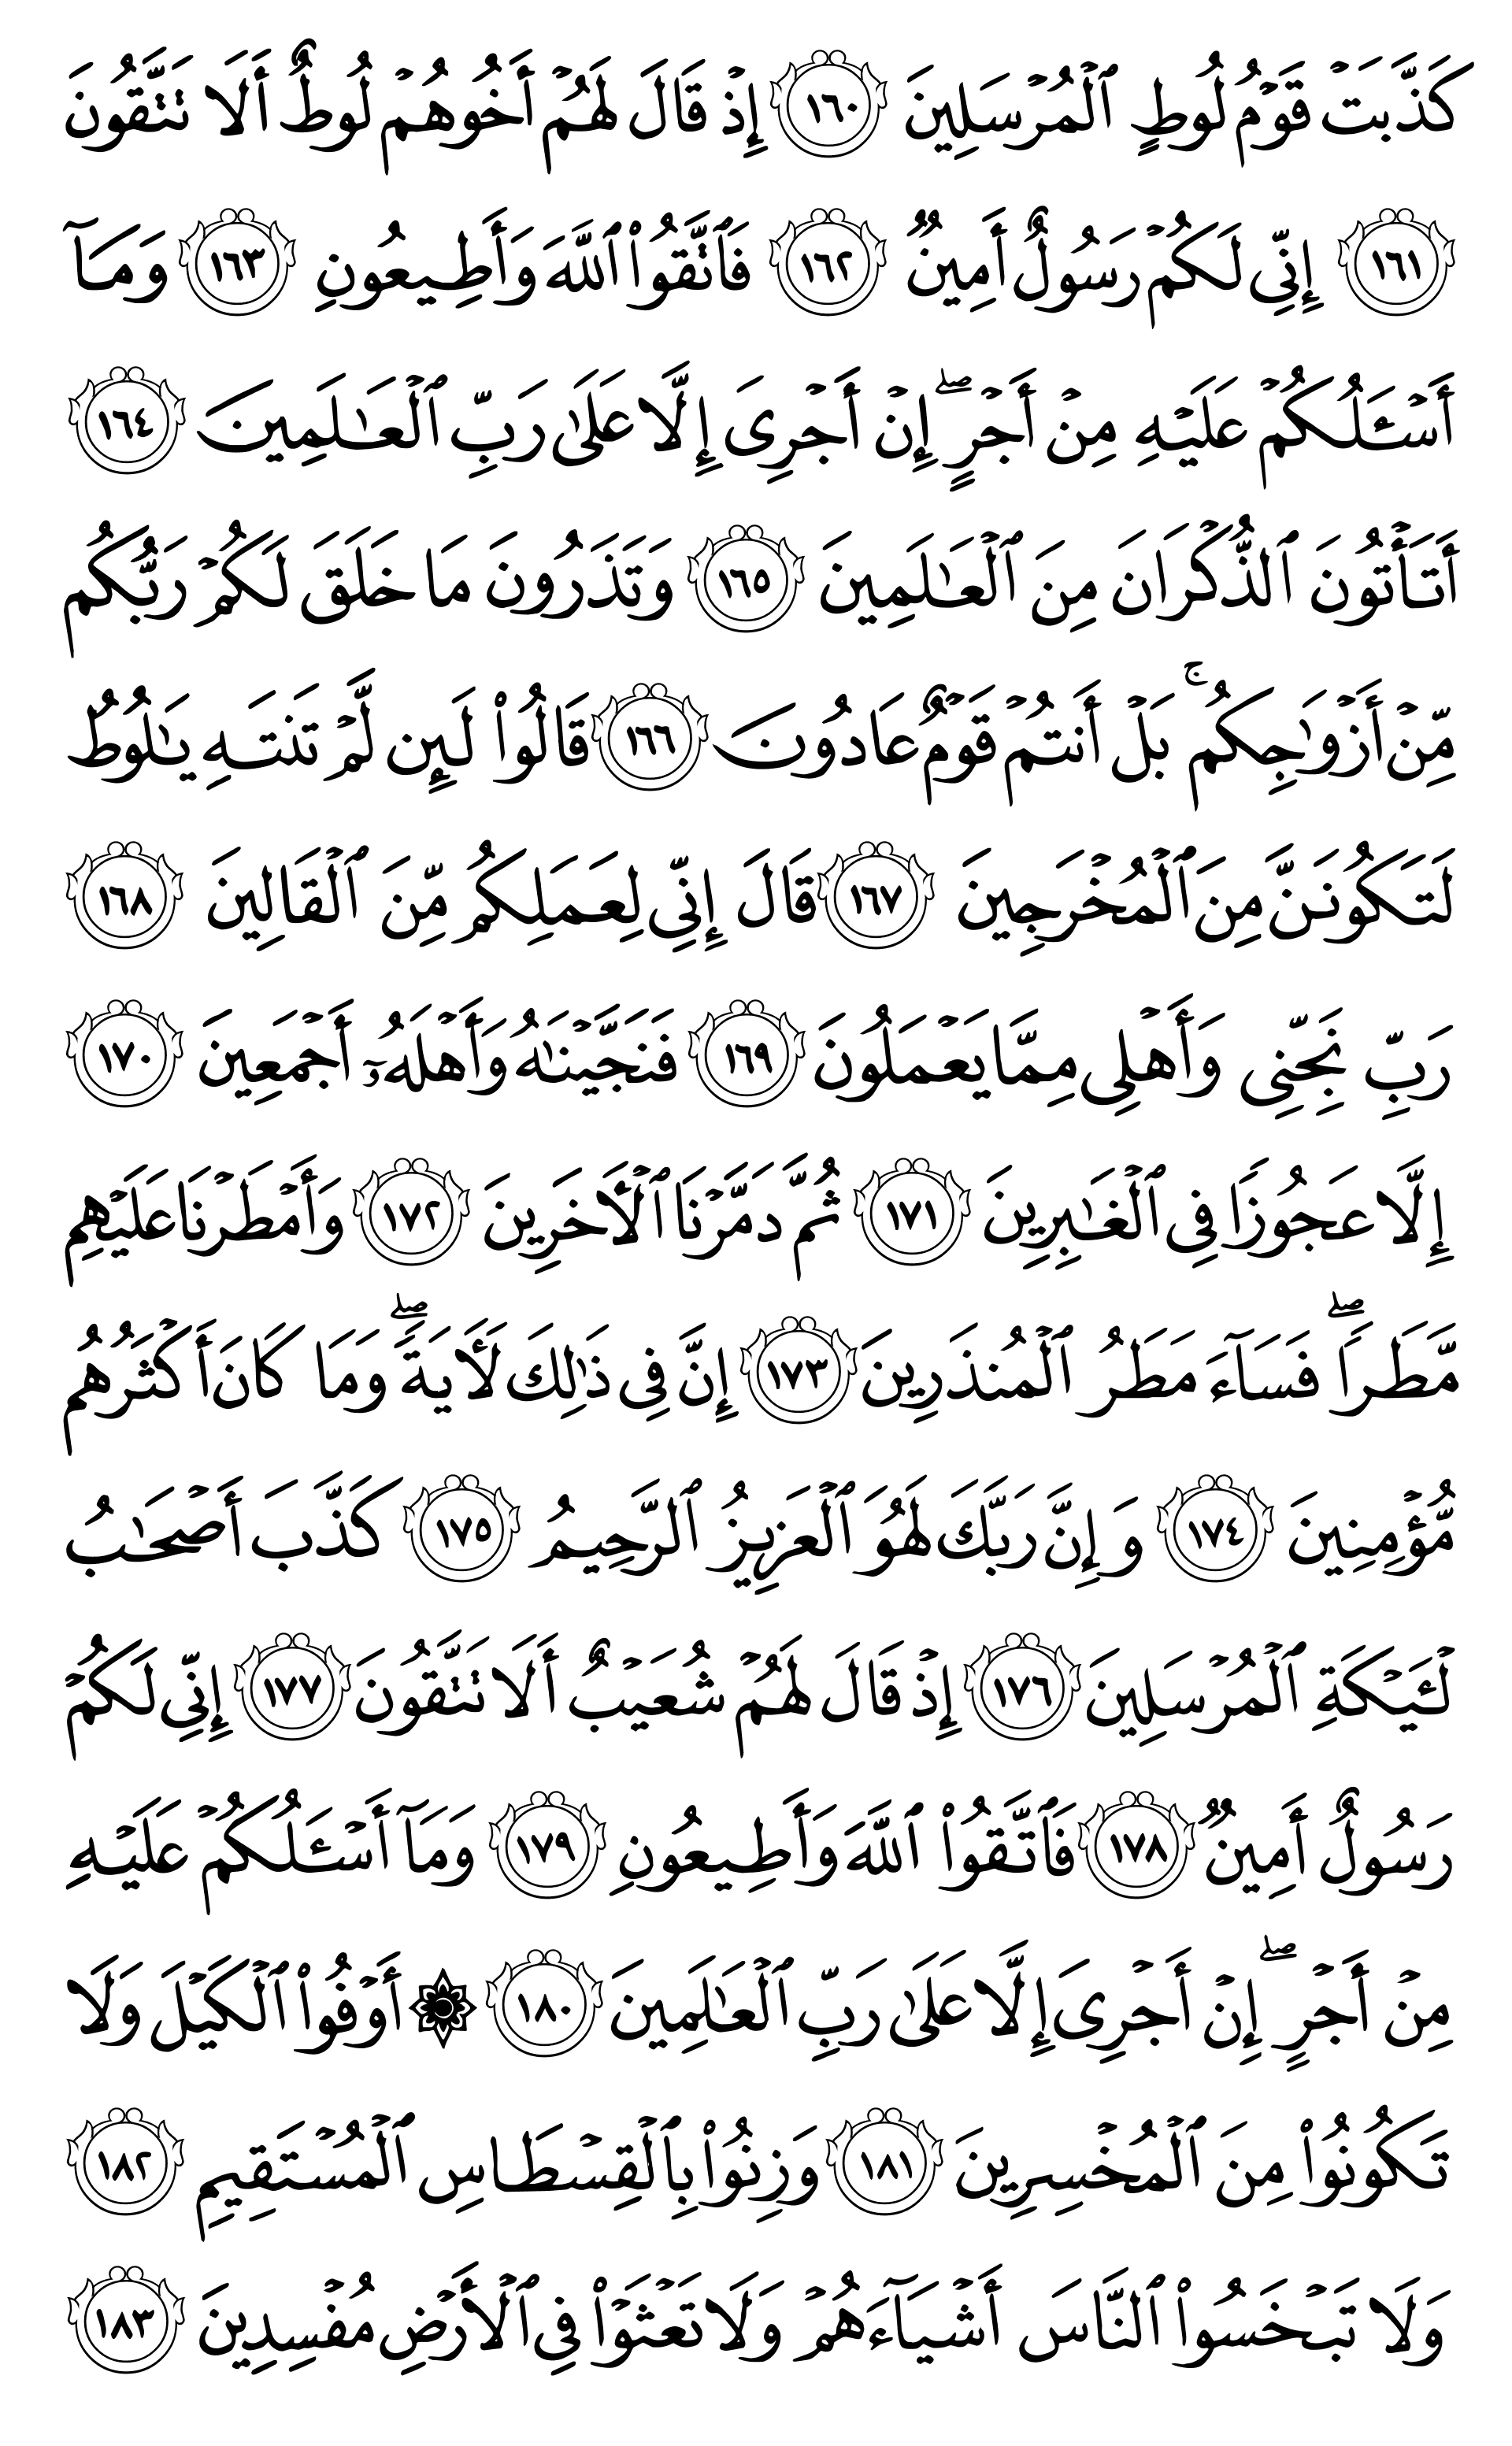 كَذَّبَتۡ قَوۡمُ لُوطٍ ٱلۡمُرۡسَلِينَ ١٦٠ إِذۡ قَالَ لَهُمۡ أَخُوهُمۡ لُوطٌ أَلَا تَتَّقُونَ
١٦١ إِنِّي لَكُمۡ رَسُولٌ أَمِينٞ ١٦٢ فَٱتَّقُواْ ٱللَّهَ وَأَطِيعُونِ ١٦٣ وَمَآ
أَسۡـَٔلُكُمۡ عَلَيۡهِ مِنۡ أَجۡرٍۖ إِنۡ أَجۡرِيَ إِلَّا عَلَىٰ رَبِّ ٱلۡعَٰلَمِينَ ١٦٤
أَتَأۡتُونَ ٱلذُّكۡرَانَ مِنَ ٱلۡعَٰلَمِينَ ١٦٥ وَتَذَرُونَ مَا خَلَقَ لَكُمۡ رَبُّكُم
مِّنۡ أَزۡوَٰجِكُمۚ بَلۡ أَنتُمۡ قَوۡمٌ عَادُونَ ١٦٦ قَالُواْ لَئِن لَّمۡ تَنتَهِ يَٰلُوطُ
لَتَكُونَنَّ مِنَ ٱلۡمُخۡرَجِينَ ١٦٧ قَالَ إِنِّي لِعَمَلِكُم مِّنَ ٱلۡقَالِينَ ١٦٨
رَبِّ نَجِّنِي وَأَهۡلِي مِمَّا يَعۡمَلُونَ ١٦٩ فَنَجَّيۡنَٰهُ وَأَهۡلَهُۥٓ أَجۡمَعِينَ ١٧٠
إِلَّا عَجُوزٗا فِي ٱلۡغَٰبِرِينَ ١٧١ ثُمَّ دَمَّرۡنَا ٱلۡأٓخَرِينَ ١٧٢ وَأَمۡطَرۡنَا عَلَيۡهِم
مَّطَرٗاۖ فَسَآءَ مَطَرُ ٱلۡمُنذَرِينَ ١٧٣ إِنَّ فِي ذَٰلِكَ لَأٓيَةٗۖ وَمَا كَانَ أَكۡثَرُهُم
مُّؤۡمِنِينَ ١٧٤ وَإِنَّ رَبَّكَ لَهُوَ ٱلۡعَزِيزُ ٱلرَّحِيمُ ١٧٥ كَذَّبَ أَصۡحَٰبُ
لۡـَٔيۡكَةِ ٱلۡمُرۡسَلِينَ ١٧٦ إِذۡ قَالَ لَهُمۡ شُعَيۡبٌ أَلَا تَتَّقُونَ ١٧٧ إِنِّي لَكُمۡ
رَسُولٌ أَمِينٞ ١٧٨ فَٱتَّقُواْ ٱللَّهَ وَأَطِيعُونِ ١٧٩ وَمَآ أَسۡـَٔلُكُمۡ عَلَيۡهِ
مِنۡ أَجۡرٍۖ إِنۡ أَجۡرِيَ إِلَّا عَلَىٰ رَبِّ ٱلۡعَٰلَمِينَ ١٨٠ ۞ أَوۡفُواْ ٱلۡكَيۡلَ وَلَا
تَكُونُواْ مِنَ ٱلۡمُخۡسِرِينَ ١٨١ وَزِنُواْ بِٱلۡقِسۡطَاسِ ٱلۡمُسۡتَقِيمِ ١٨٢
وَلَا تَبۡخَسُواْ ٱلنَّاسَ أَشۡيَآءَهُمۡ وَلَا تَعۡثَوۡاْ فِي ٱلۡأَرۡضِ مُفۡسِدِينَ ١٨٣